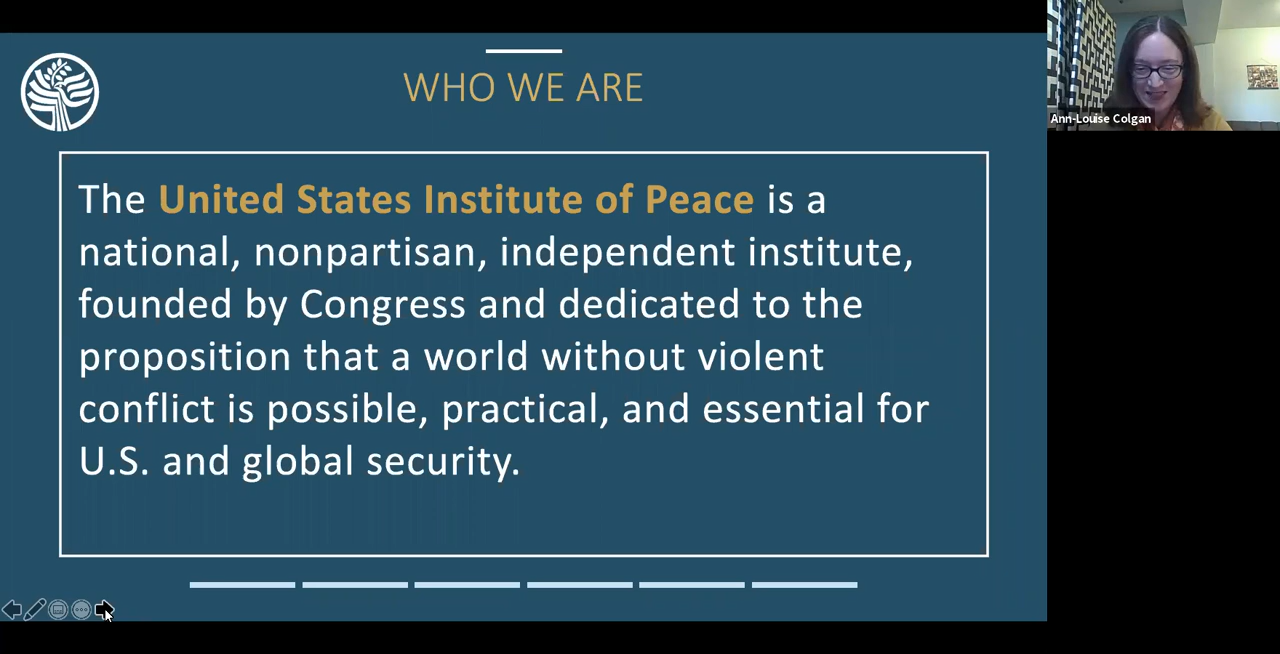 WHO WE ARE
The United States Institute of Peace is a
national, nonpartisan, independent institute,
founded by Congress and dedicated to the
proposition that a world without violent
conflict is possible, practical, and essential for
U.S. and global security.
Ann-Louise Colgan